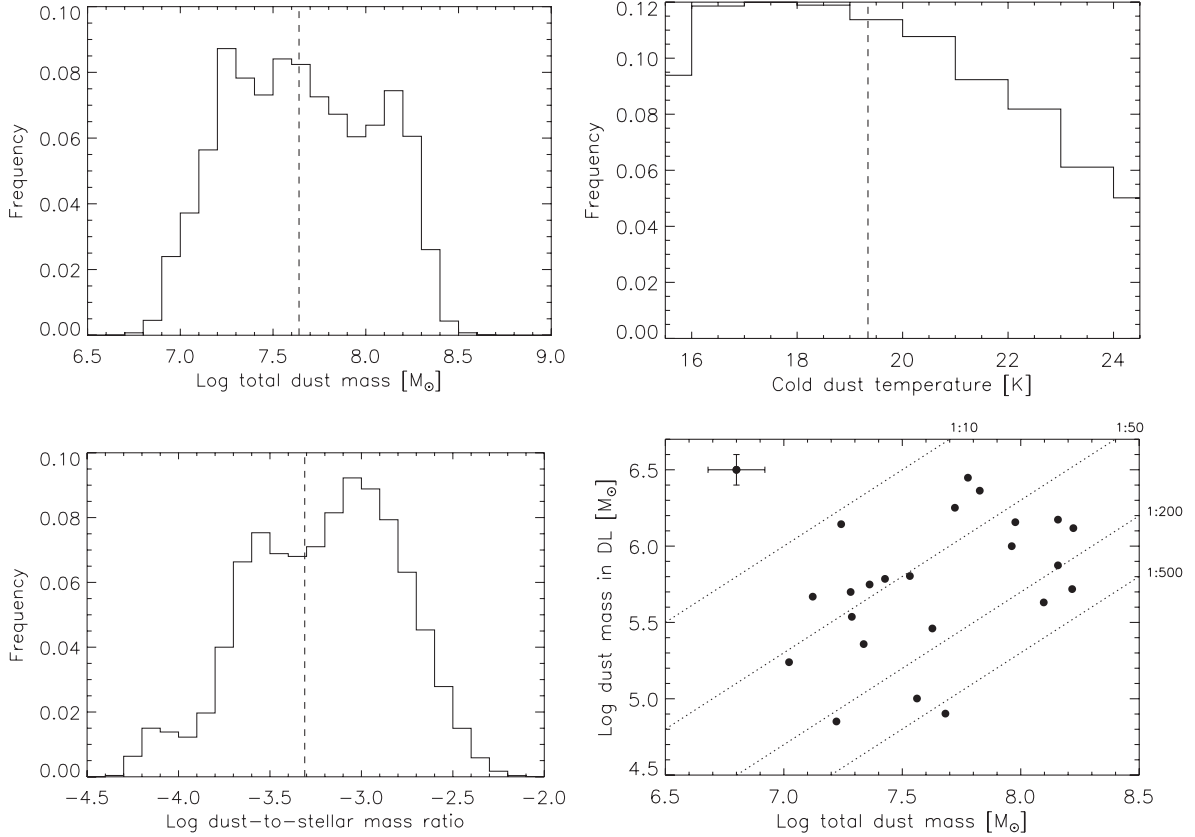 0.10
0.08
0.06
0.04
0.02
0.00
Frequency
6.5 7.0 7.5 8.0 8.5 9.0
Log total dust mass [M⊙]
0.12
0.10
0.08
0.06
0.04
0.02
0.00
Frequency
16 18 20 22 24
Cold dust temperature [K]
0.10
0.08
0.06
0.04
0.02
0.00
Frequency
−4.5 −4.0 −3.5 −3.0 −2.5 −2.0
Log dust−to−stellar mass ratio
1:10 1:50
1:200
1:500
6.5
6.0
5.5
5.0
4.5
Log dust mass in DL [M⊙]
6.5 7.0 7.5 8.0 8.5
Log total dust mass [M⊙]